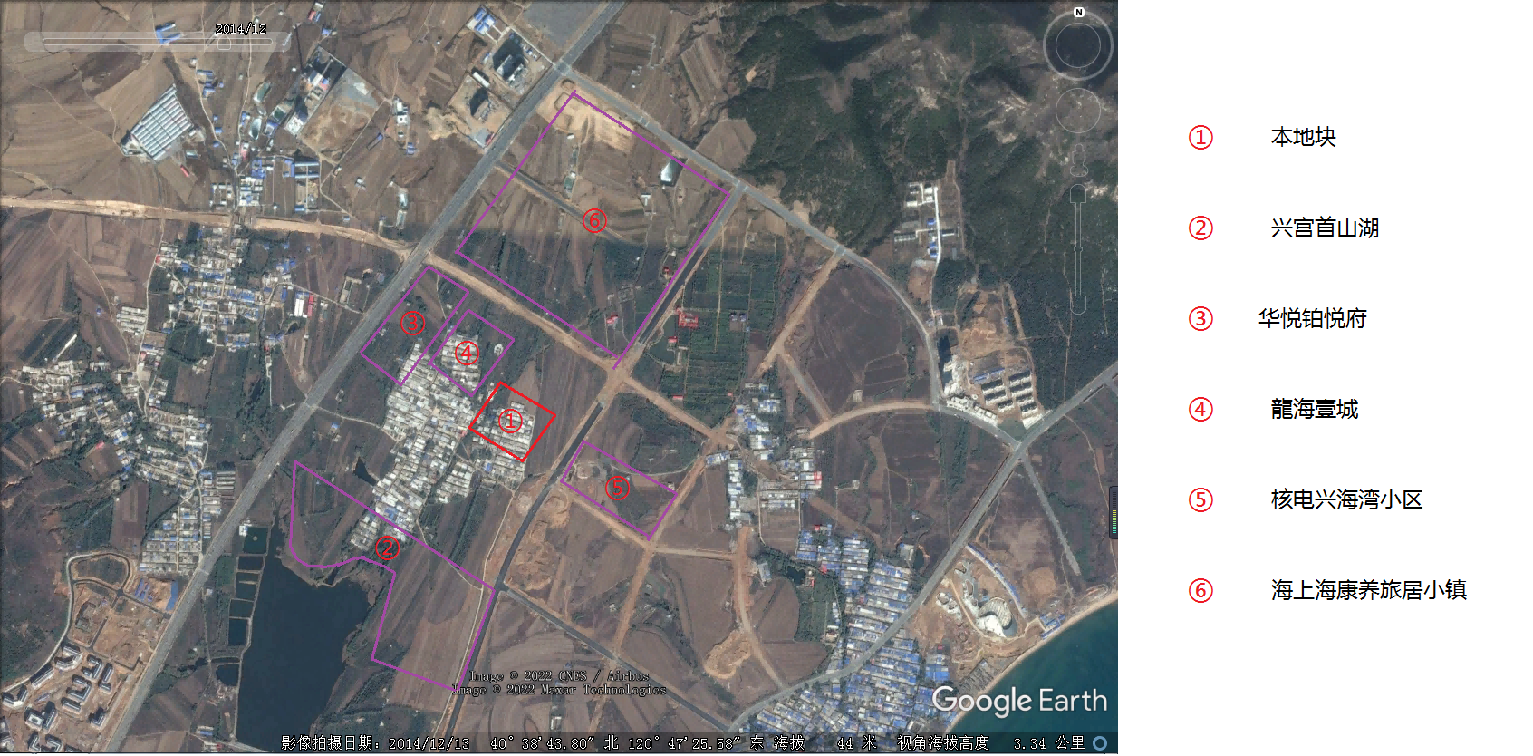 2014/12
N
⑥
③
④
①
⑤
②
Image © 2022 CNES / Airbus
Image © 2022 Maxar Technologies
Google Earth
影像拍摄日期: 2014/12/13 40°38'43.80" 北 120°47'25.58" 东 海拔 44 米 视角海拔高度 3.34 公里
① 本地块
② 兴宫首山湖
③ 华悦铂悦府
④ 龍海壹城
⑤ 核电兴海湾小区
⑥ 海上海康养旅居小镇